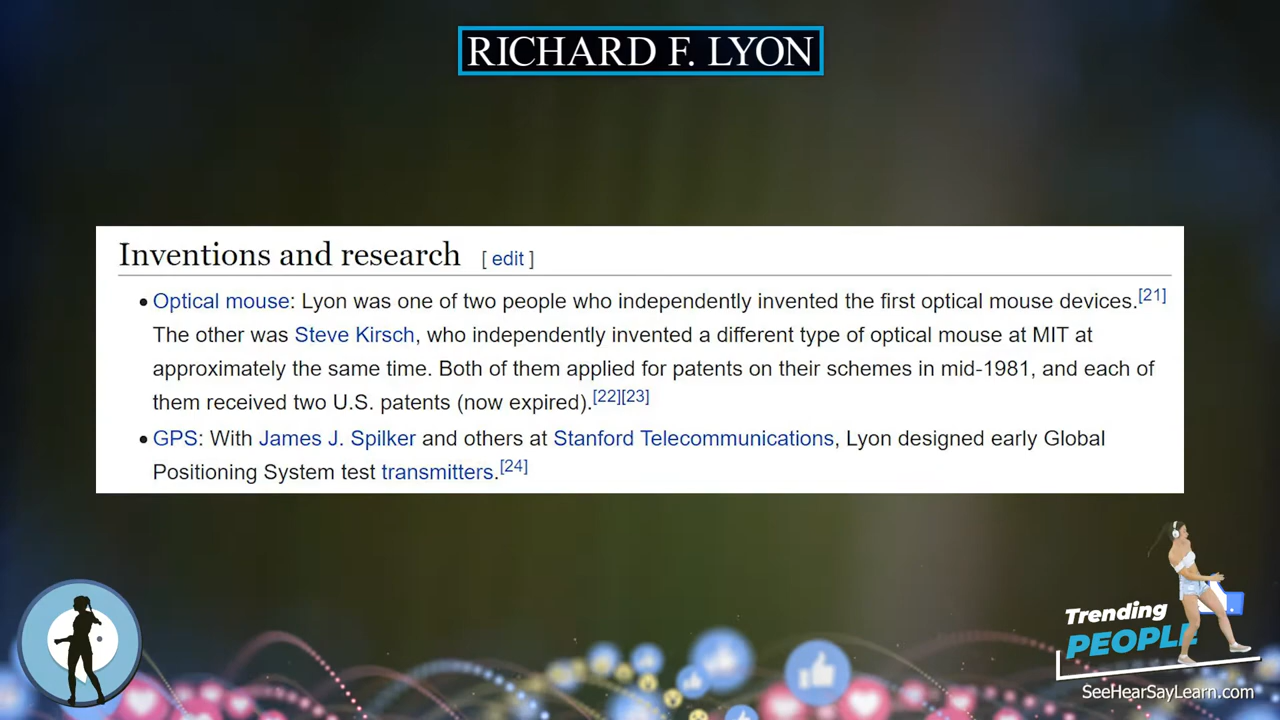 RICHARD F. LYON
Inventions and research [ edit ]
• Optical mouse: Lyon was one of two people who independently invented the first optical mouse devices.[21]
The other was Steve Kirsch, who independently invented a different type of optical mouse at MIT at
approximately the same time. Both of them applied for patents on their schemes in mid-1981, and each of
them received two U.S. patents (now expired).[22][23]
• GPS: With James J. Spilker and others at Stanford Telecommunications, Lyon designed early Global
Positioning System test transmitters.[24]
Trending
PEOPLE
SeeHearSayLearn.com